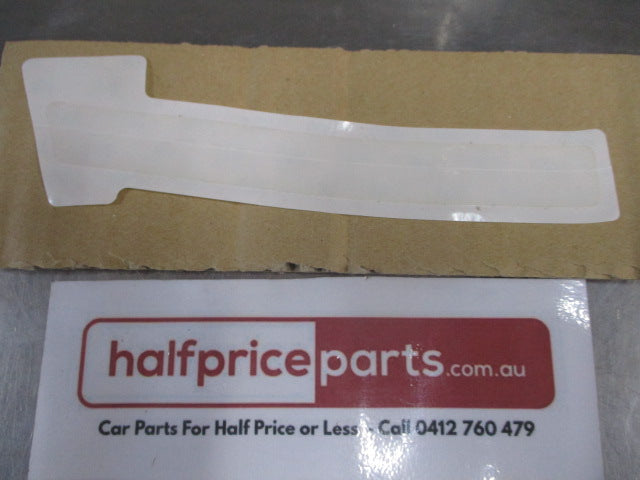 halfpriceparts.com.au
Car Parts For Half Price or Less - Call 0412 760 479